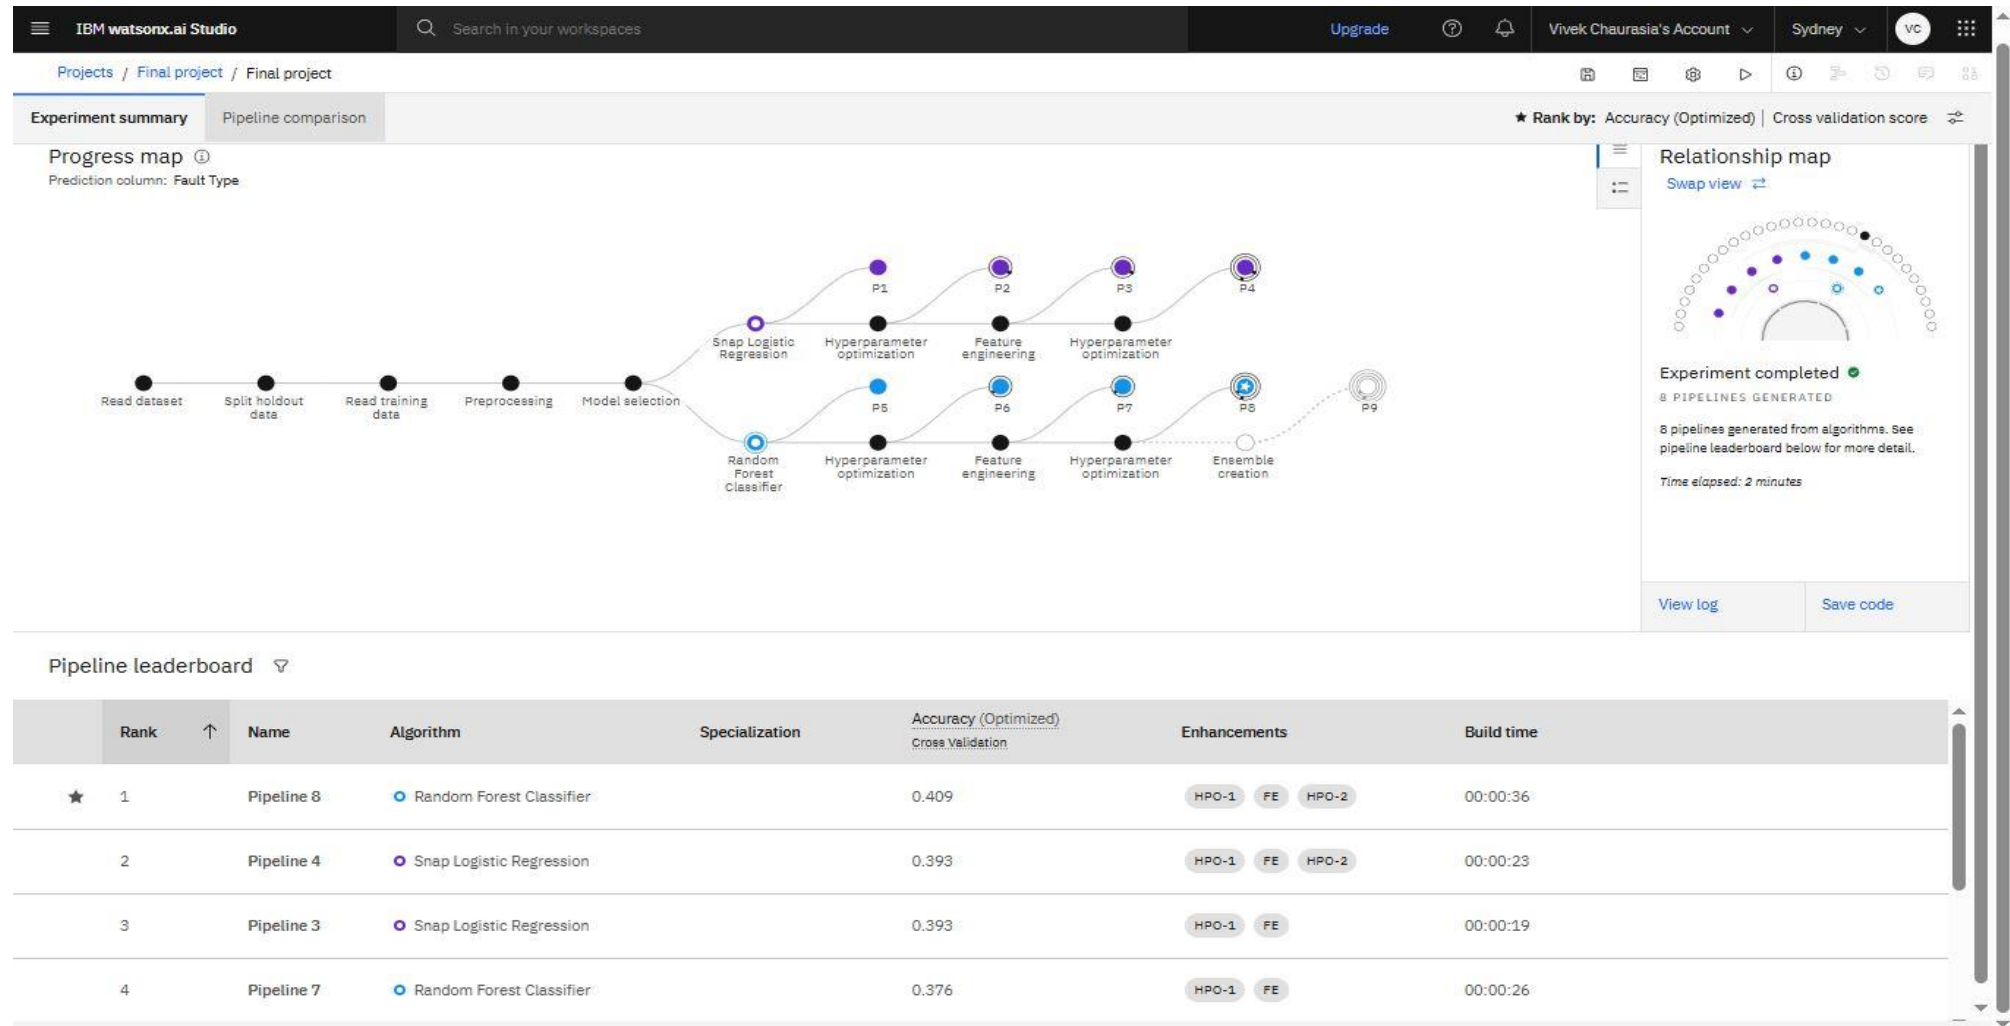 IBM watsonx.ai Studio
Search in your workspaces
Upgrade
Vivek Chaurasia's Account
Sydney
VC
Projects / Final project / Final project
Experiment summary
Pipeline comparison
★ Rank by: Accuracy (Optimized) | Cross validation score
Progress map
Prediction column: Fault Type
P1
P2
P3
P4
Snap Logistic
Regression
Hyperparameter
optimization
Feature
engineering
Hyperparameter
optimization
Read dataset
Split holdout
data
Read training
data
Preprocessing
Model selection
P5
P6
P7
P8
P9
Random
Forest
Classifier
Hyperparameter
optimization
Feature
engineering
Hyperparameter
optimization
Ensemble
creation
Relationship map
Swap view
Experiment completed
8 PIPELINES GENERATED
8 pipelines generated from algorithms. See
pipeline leaderboard below for more detail.
Time elapsed: 2 minutes
View log
Save code
Pipeline leaderboard
Rank ↑ Name Algorithm Specialization Accuracy (Optimized) Enhancements Build time
Cross Validation
★ 1 Pipeline 8 Random Forest Classifier 0.409 HPO-1 FE HPO-2 00:00:36
2 Pipeline 4 Snap Logistic Regression 0.393 HPO-1 FE HPO-2 00:00:23
3 Pipeline 3 Snap Logistic Regression 0.393 HPO-1 FE 00:00:19
4 Pipeline 7 Random Forest Classifier 0.376 HPO-1 FE 00:00:26